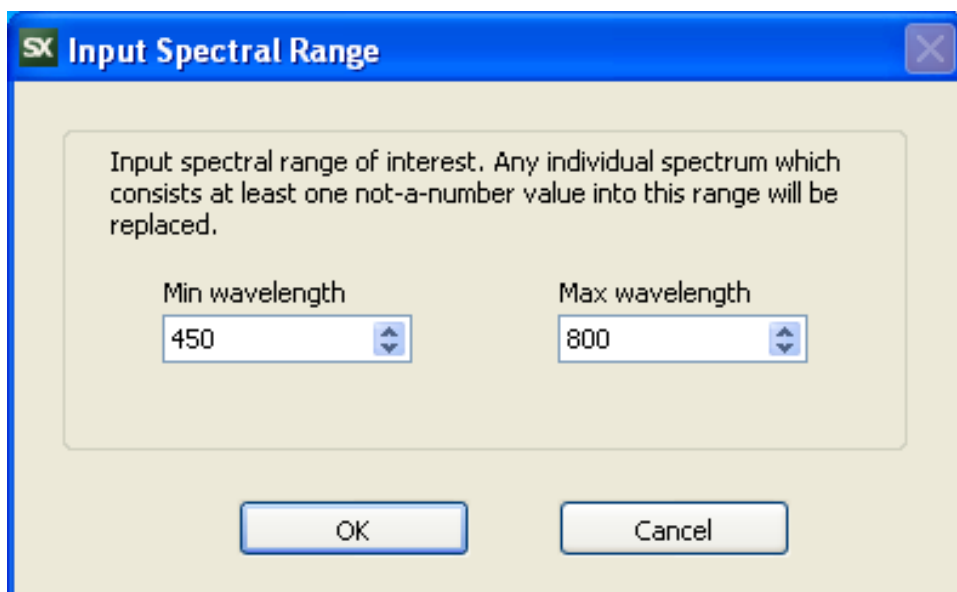 SX Input Spectral Range
Input spectral range of interest. Any individual spectrum which
consists at least one not-a-number value into this range will be
replaced.
Min wavelength Max wavelength
450 800
OK Cancel